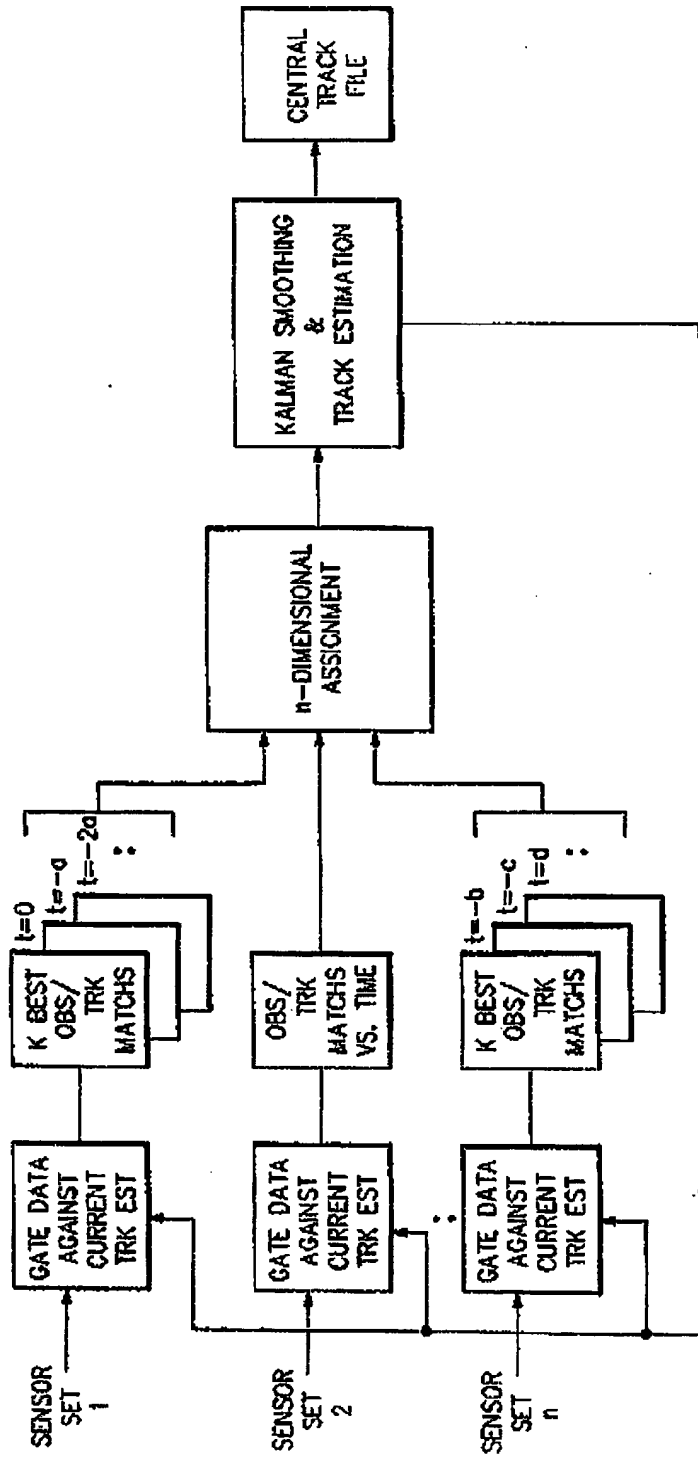 SENSOR
SET
1
GATE DATA
AGAINST
CURRENT
TRK EST
K BEST
OBS/
TRK
MATCHS
t=0
t=-a
t=-2a
SENSOR
SET
2
GATE DATA
AGAINST
CURRENT
TRK EST
OBS/
TRK
MATCHS
VS. TIME
SENSOR
SET
n
GATE DATA
AGAINST
CURRENT
TRK EST
K BEST
OBS/
TRK
MATCHS
t=-b
t=-c
t=d
n-DIMENSIONAL
ASSIGNMENT
KALMAN SMOOTHING
&
TRACK ESTIMATION
CENTRAL
TRACK
FILE